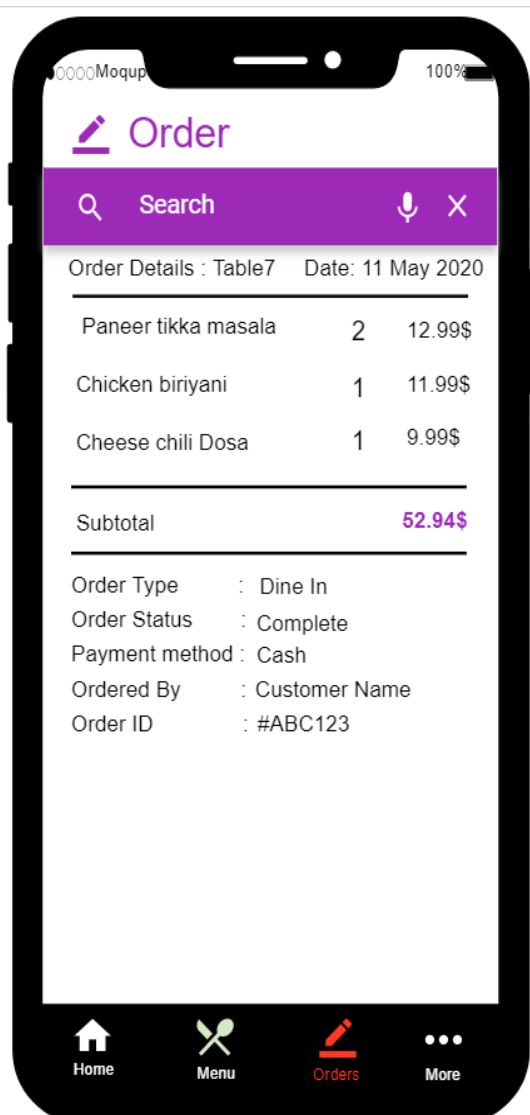 Moqup 100%
Order
Search
Order Details : Table7 Date: 11 May 2020
Paneer tikka masala 2 12.99$
Chicken biriyani 1 11.99$
Cheese chili Dosa 1 9.99$
Subtotal 52.94$
Order Type : Dine In
Order Status : Complete
Payment method : Cash
Ordered By : Customer Name
Order ID : #ABC123
Home Menu Orders More